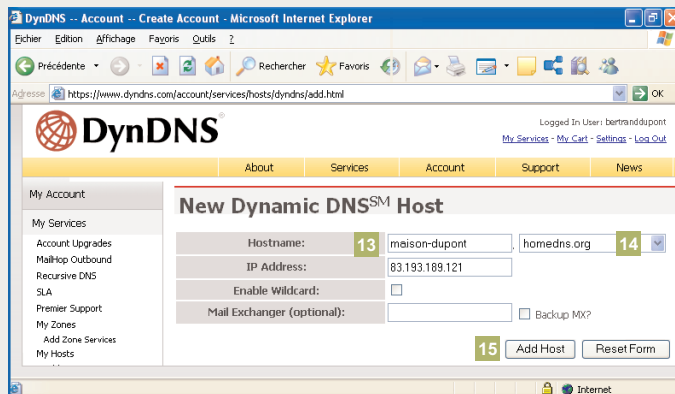 DynDNS -- Account -- Create Account - Microsoft Internet Explorer
Fichier Edition Affichage Favoris Outils ?
Précédente Rechercher Favoris
Adresse https://www.dyndns.com/account/services/hosts/dyndns/add.html OK
DynDNS
Logged In User: bertranddupont
My Services - My Cart - Settings - Log Out
About Services Account Support News
My Account
My Services
Account Upgrades
MailHop Outbound
Recursive DNS
SLA
Premier Support
My Zones
Add Zone Services
My Hosts
New Dynamic DNS℠ Host
Hostname: 13 maison-dupont . homedns.org 14
IP Address: 83.193.189.121
Enable Wildcard:
Mail Exchanger (optional): Backup MX?
15 Add Host Reset Form
Internet